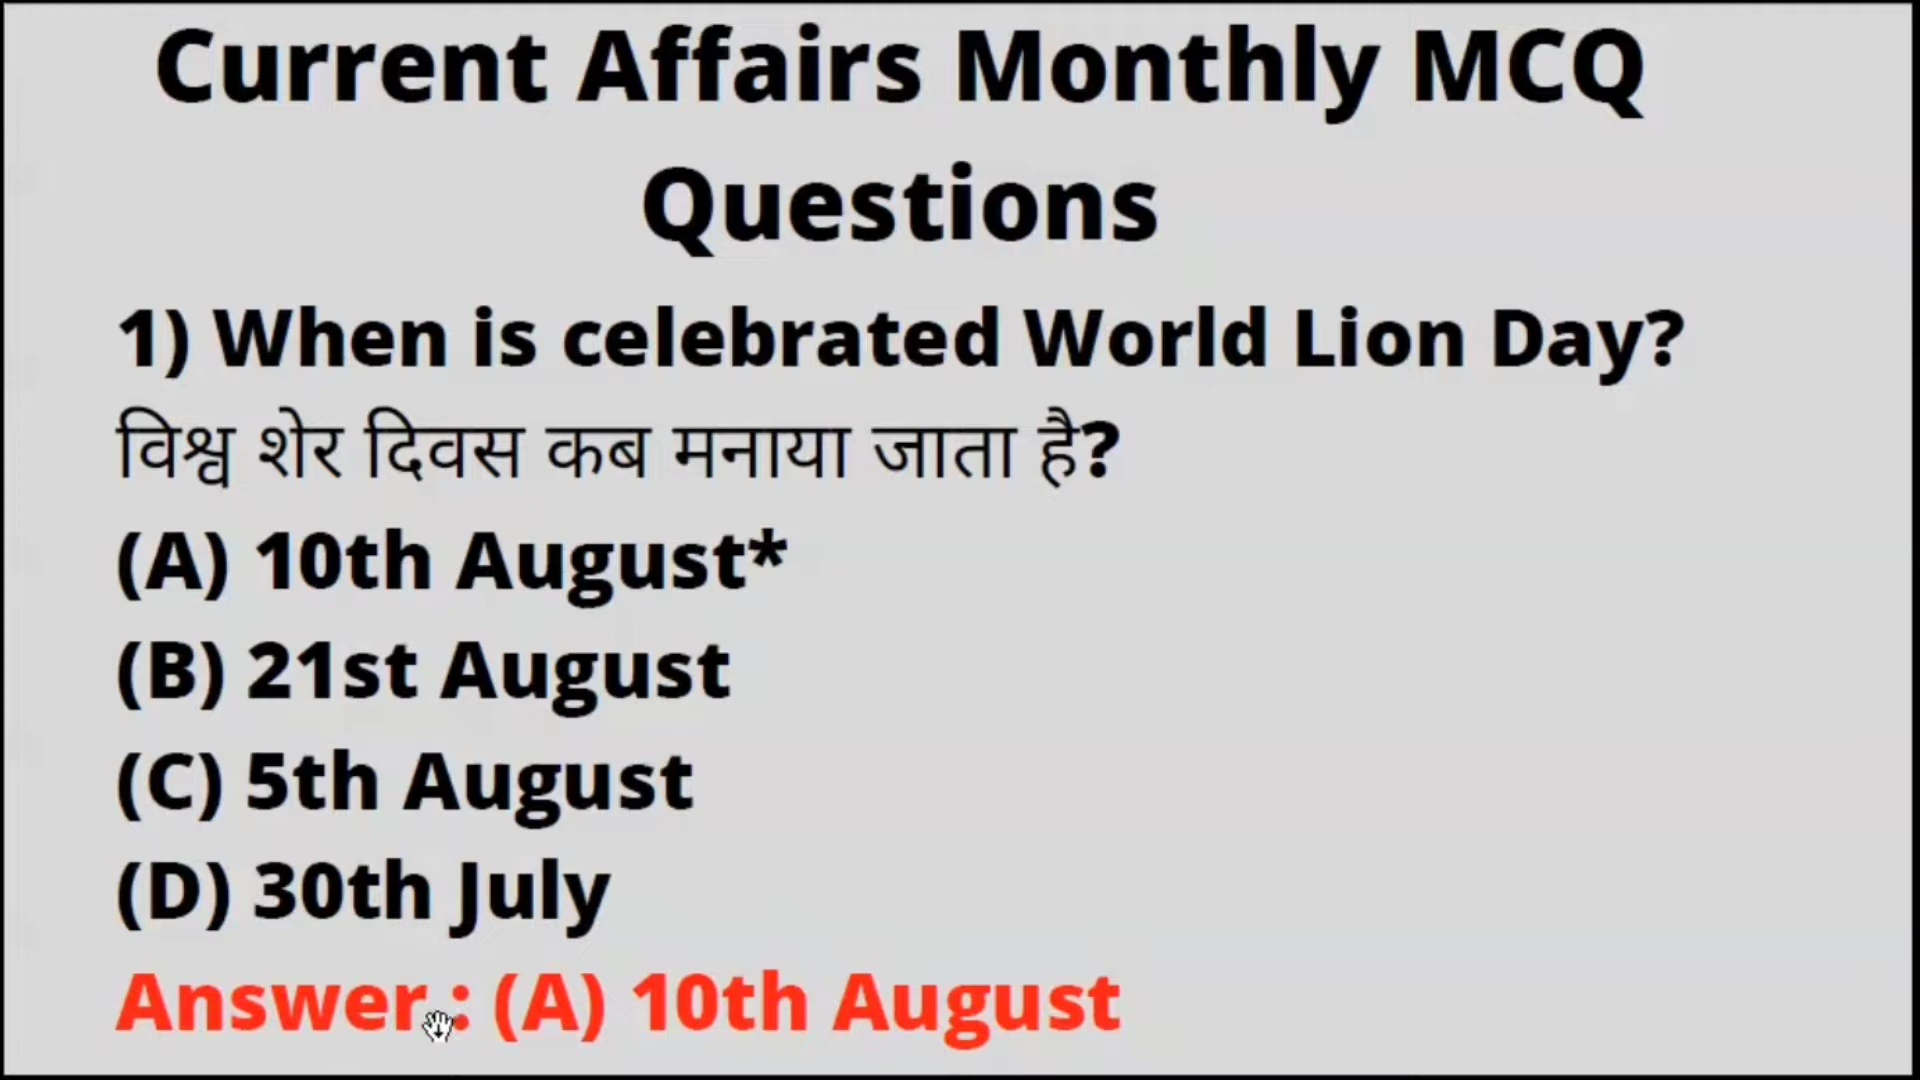 Current Affairs Monthly MCQ
Questions
1) When is celebrated World Lion Day?
विश्व शेर दिवस कब मनाया जाता है?
(A) 10th August*
(B) 21st August
(C) 5th August
(D) 30th July
Answer : (A) 10th August